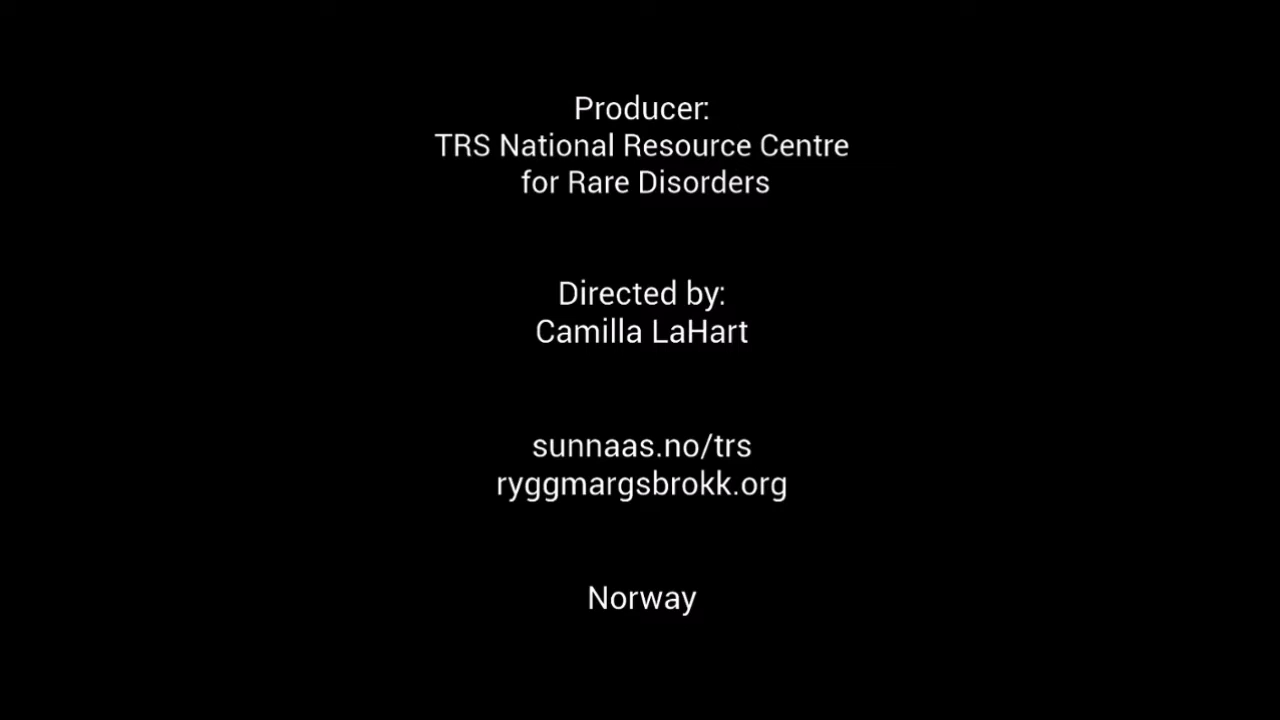 Producer:
TRS National Resource Centre
for Rare Disorders
Directed by:
Camilla LaHart
sunnaas.no/trs
ryggmargsbrokk.org
Norway